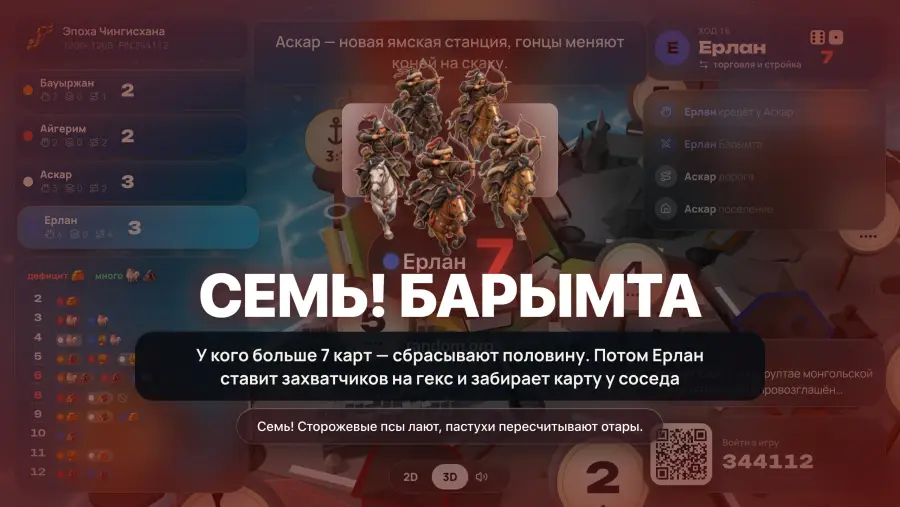 Эпоха Чингисхана
Бауыржан
2
Айгерим
2
Аскар
3
Ерлан
3
дефицит
много
2
3
4
5
6
8
9
10
11
12
Аскар — новая ямская станция, гонцы меняют
коней на скаку.
3:
Ерлан 7
СЕМЬ! БАРЫМТА
У кого больше 7 карт — сбрасывают половину. Потом Ерлан
ставит захватчиков на гекс и забирает карту у соседа
Семь! Сторожевые псы лают, пастухи пересчитывают отары.
2D
3D
2
ХОД 16
Е
Ерлан
7
торговля и стройка
Ерлан крадёт у Аскар
Ерлан Барымта
Аскар дорога
Аскар поселение
монгольской
Войти в игру
344112